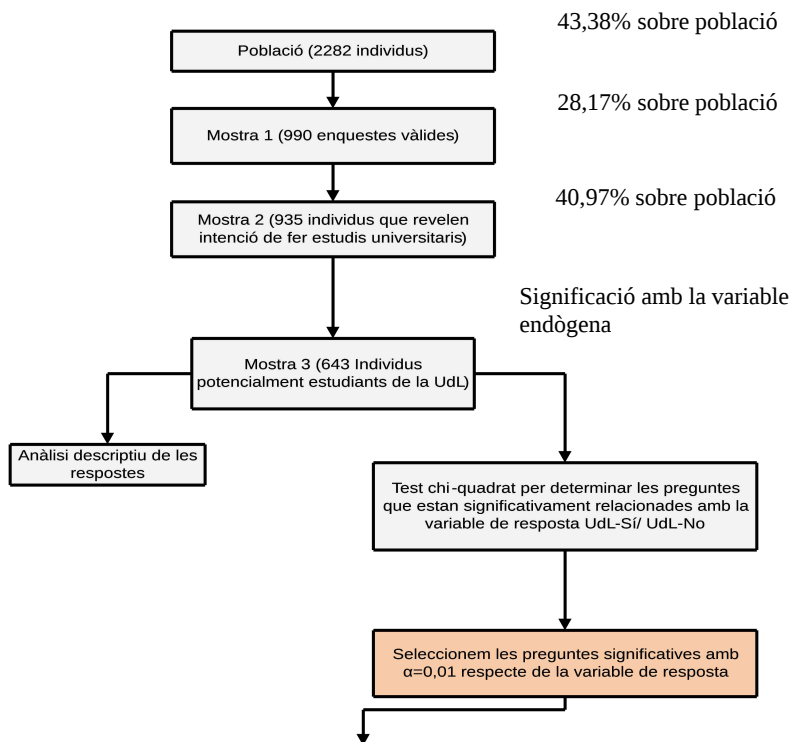 43,38% sobre població
Població (2282 individus)
28,17% sobre població
Mostra 1 (990 enquestes vàlides)
40,97% sobre població
Mostra 2 (935 individus que revelen
intenció de fer estudis universitaris)
Significació amb la variable
endògena
Mostra 3 (643 Individus
potencialment estudiants de la UdL)
Anàlisi descriptiu de les
respostes
Test chi-quadrat per determinar les preguntes
que estan significativament relacionades amb la
variable de resposta UdL-Sí/ UdL-No
Seleccionem les preguntes significatives amb
α=0,01 respecte de la variable de resposta